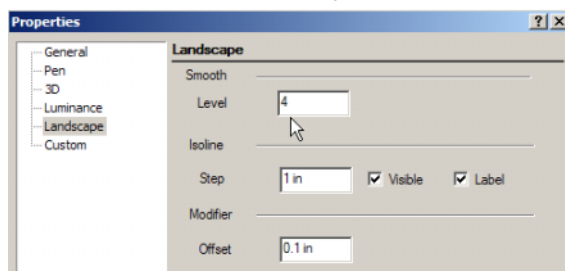 Properties
General
Pen
3D
Luminance
Landscape
Custom
Landscape
Smooth
Level 4
Isoline
Step 1 in Visible Label
Modifier
Offset 0.1 in